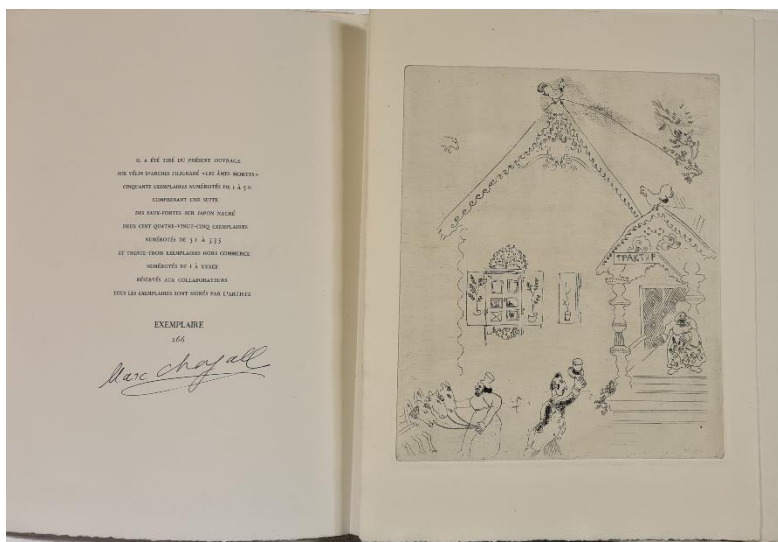 IL A ÉTÉ TIRÉ DU PRÉSENT OUVRAGE
SUR VÉLIN D'ARCHES FILIGRANÉ «LES ÂMES MORTES»
CINQUANTE EXEMPLAIRES NUMÉROTÉS DE 1 À 50
COMPRENANT UNE SUITE
DES EAUX-FORTES SUR JAPON NACRÉ
DEUX CENT QUATRE-VINGT-CINQ EXEMPLAIRES
NUMÉROTÉS DE 51 À 335
ET TRENTE-TROIS EXEMPLAIRES HORS COMMERCE
NUMÉROTÉS DE I À XXXIII
RÉSERVÉS AUX COLLABORATEURS
TOUS LES EXEMPLAIRES SONT SIGNÉS PAR L'ARTISTE
EXEMPLAIRE
266
Marc Chagall
ТРАКТИР